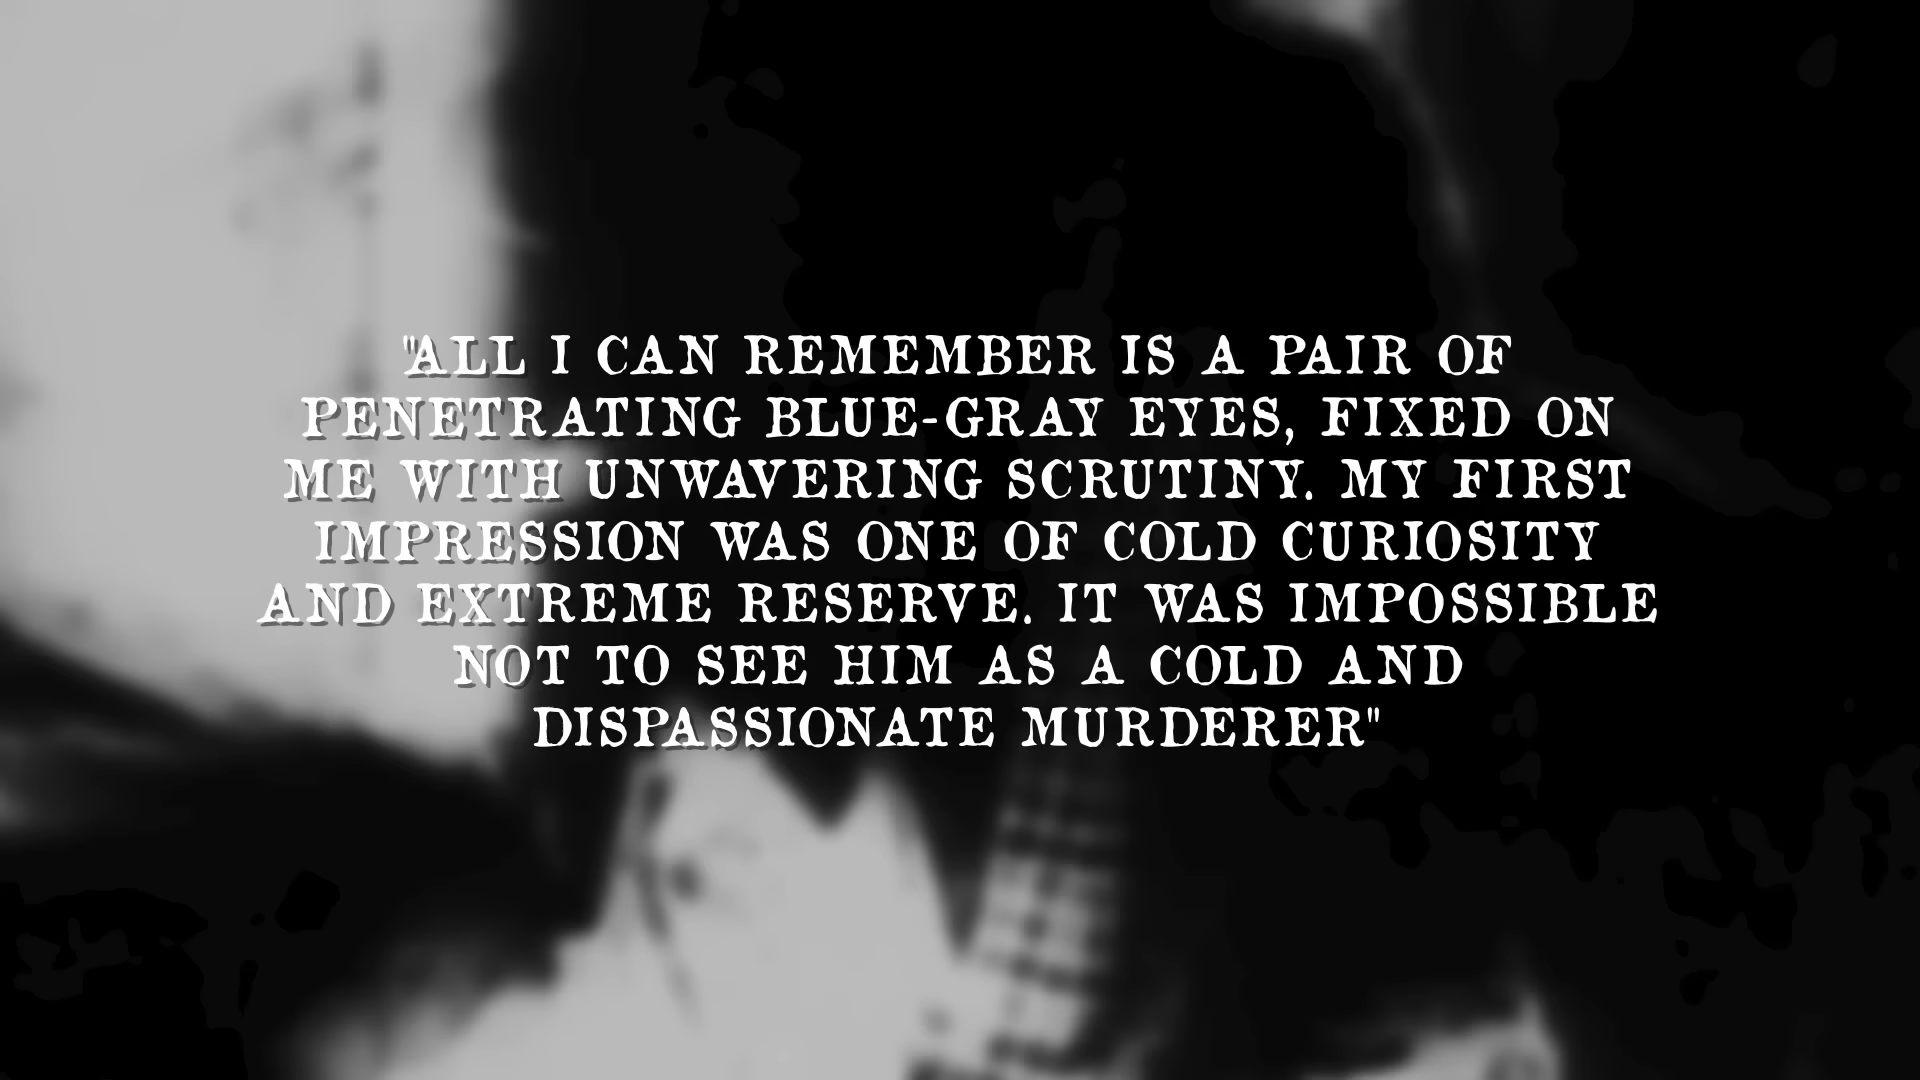 "ALL I CAN REMEMBER IS A PAIR OF
PENETRATING BLUE-GRAY EYES, FIXED ON
ME WITH UNWAVERING SCRUTINY. MY FIRST
IMPRESSION WAS ONE OF COLD CURIOSITY
AND EXTREME RESERVE. IT WAS IMPOSSIBLE
NOT TO SEE HIM AS A COLD AND
DISPASSIONATE MURDERER"